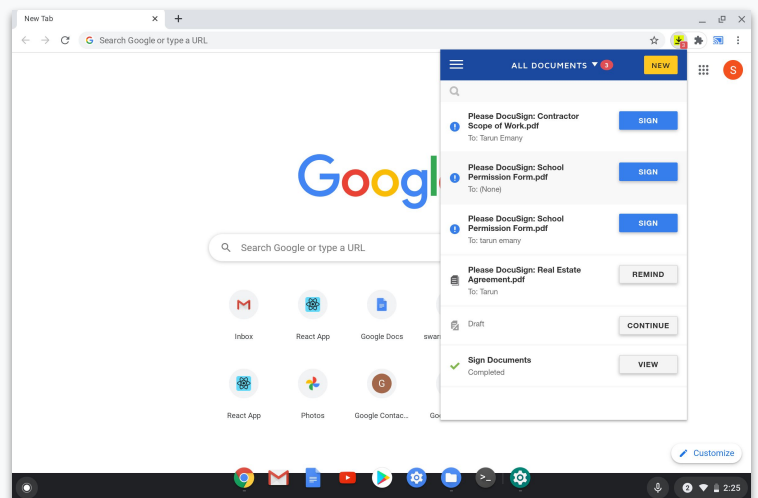 New Tab
Search Google or type a URL
2
S
ALL DOCUMENTS 3
NEW
Please DocuSign: Contractor
Scope of Work.pdf
To: Tarun Emany
SIGN
Please DocuSign: School
Permission Form.pdf
To: (None)
SIGN
Please DocuSign: School
Permission Form.pdf
To: tarun emany
SIGN
Please DocuSign: Real Estate
Agreement.pdf
To: Tarun
REMIND
Draft
CONTINUE
Sign Documents
Completed
VIEW
Googl
Search Google or type a URL
Inbox
React App
Google Docs
React App
Photos
G
Google Contac...
Customize
2
2:25